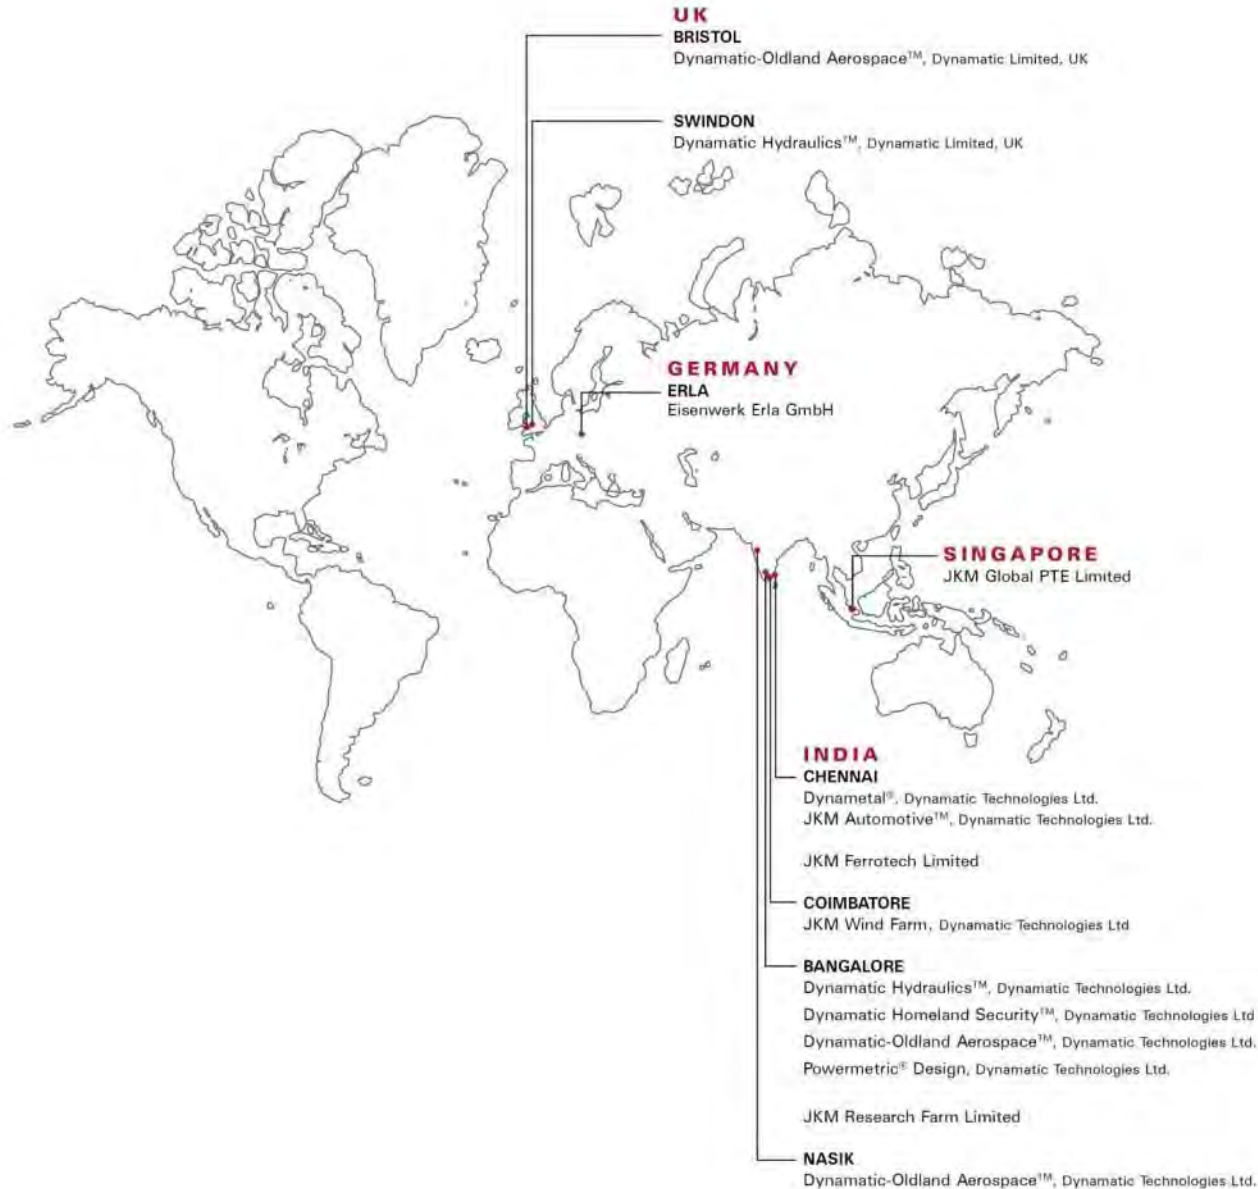 UK
BRISTOL
Dynamatic-Oldland Aerospace™, Dynamatic Limited, UK
SWINDON
Dynamatic Hydraulics™, Dynamatic Limited, UK
GERMANY
ERLA
Eisenwerk Erla GmbH
SINGAPORE
JKM Global PTE Limited
INDIA
CHENNAI
Dynametal®, Dynamatic Technologies Ltd.
JKM Automotive™, Dynamatic Technologies Ltd.
JKM Ferrotech Limited
COIMBATORE
JKM Wind Farm, Dynamatic Technologies Ltd
BANGALORE
Dynamatic Hydraulics™, Dynamatic Technologies Ltd.
Dynamatic Homeland Security™, Dynamatic Technologies Ltd
Dynamatic-Oldland Aerospace™, Dynamatic Technologies Ltd.
Powermetric® Design, Dynamatic Technologies Ltd.
JKM Research Farm Limited
NASIK
Dynamatic-Oldland Aerospace™, Dynamatic Technologies Ltd.